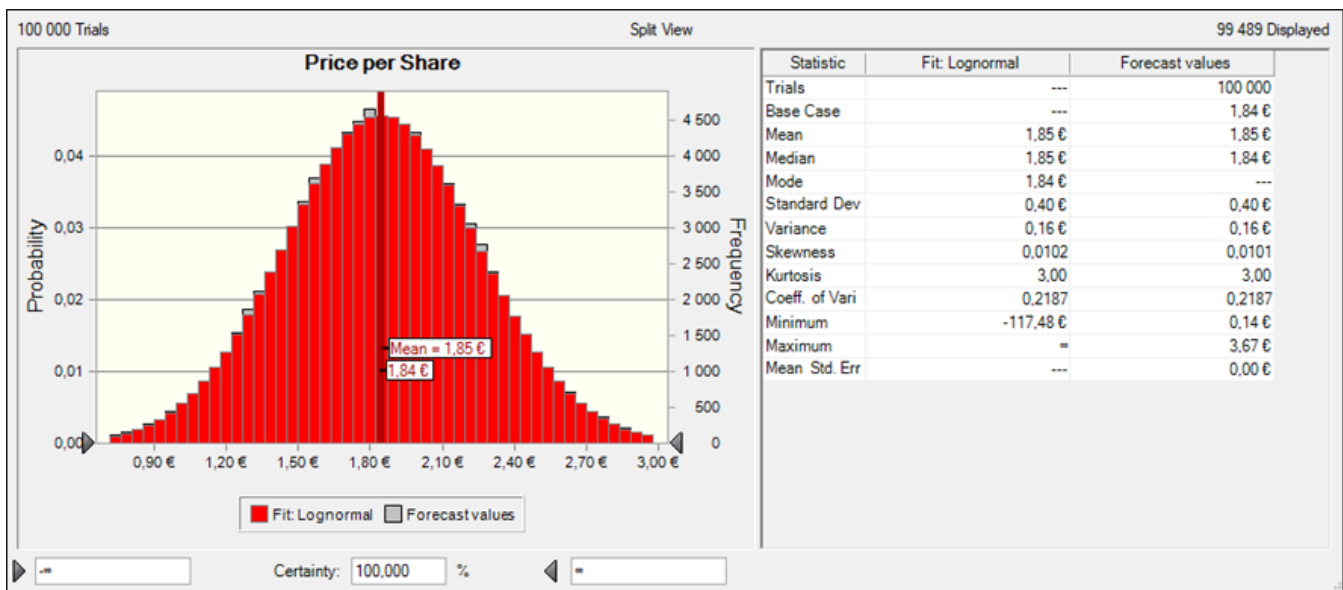 100 000 Trials Split View 99 489 Displayed
Price per Share
Probability
0,04
0,03
0,02
0,01
0,00
4 500
4 000
3 500
3 000
2 500
2 000
1 500
1 000
500
0
Frequency
Mean = 1,85 €
1,84 €
0,90 € 1,20 € 1,50 € 1,80 € 2,10 € 2,40 € 2,70 € 3,00 €
Fit: Lognormal Forecast values
Statistic Fit: Lognormal Forecast values
Trials --- 100 000
Base Case --- 1,84 €
Mean 1,85 € 1,85 €
Median 1,85 € 1,84 €
Mode 1,84 € ---
Standard Dev 0,40 € 0,40 €
Variance 0,16 € 0,16 €
Skewness 0,0102 0,0101
Kurtosis 3,00 3,00
Coeff. of Vari 0,2187 0,2187
Minimum -117,48 € 0,14 €
Maximum ∞ 3,67 €
Mean Std. Err --- 0,00 €
-∞ Certainty: 100,000 % ∞